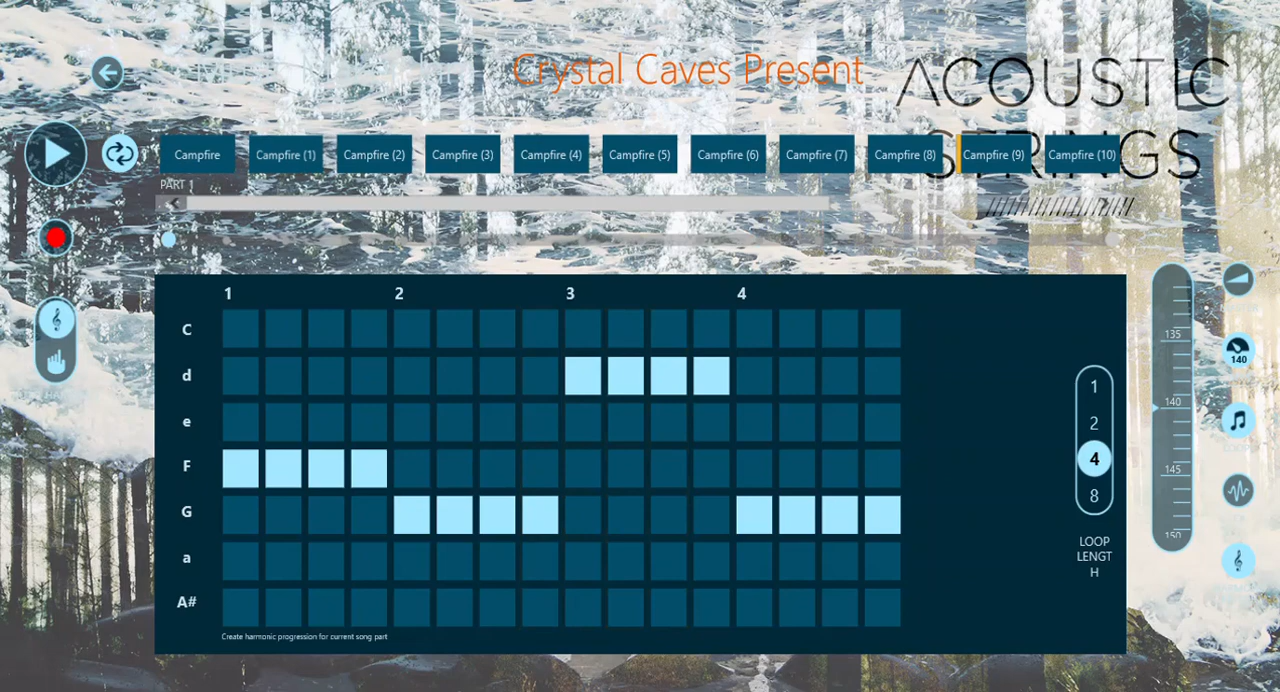 Crystal Caves Present
ACOUSTIC
STRINGS
Campfire
Campfire (1)
Campfire (2)
Campfire (3)
Campfire (4)
Campfire (5)
Campfire (6)
Campfire (7)
Campfire (8)
Campfire (9)
Campfire (10)
PART 1
1 2 3 4
C
d
e
F
G
a
A#
Create harmonic progression for current song part
1
2
4
8
LOOP
LENGT
H
135
140
145
150
140